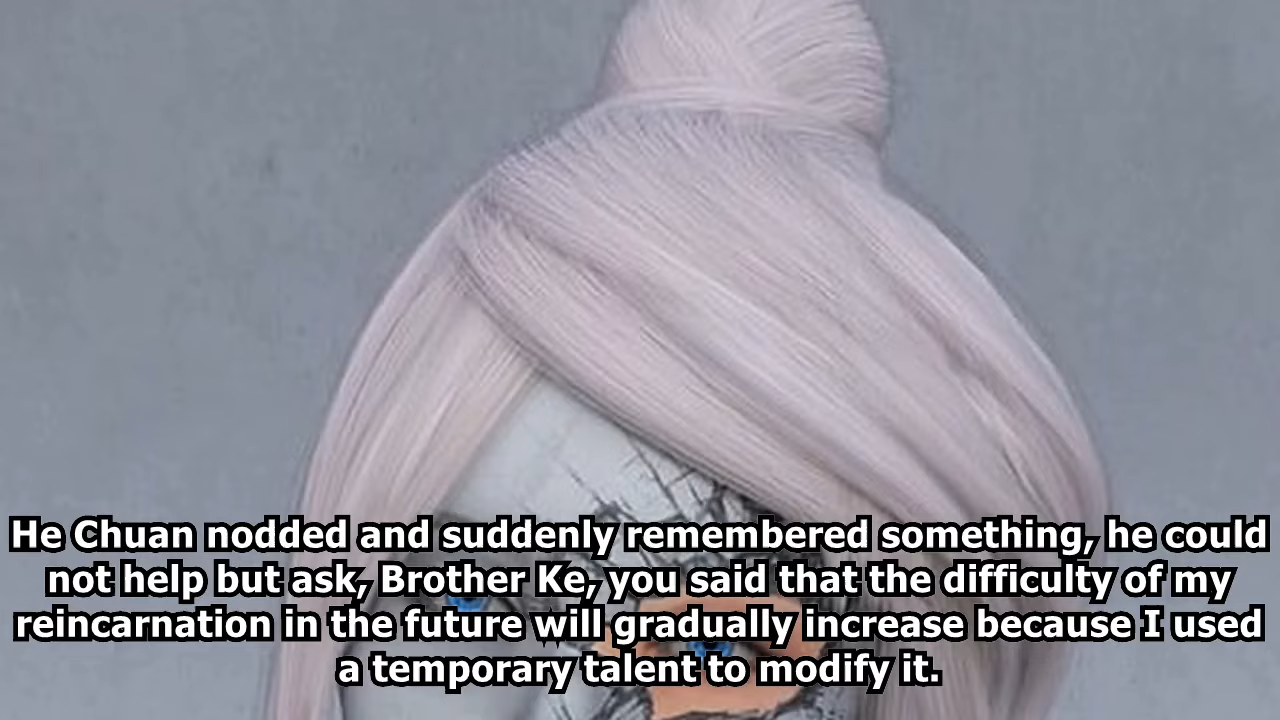 He Chuan nodded and suddenly remembered something, he could
not help but ask, Brother Ke, you said that the difficulty of my
reincarnation in the future will gradually increase because I used
a temporary talent to modify it.